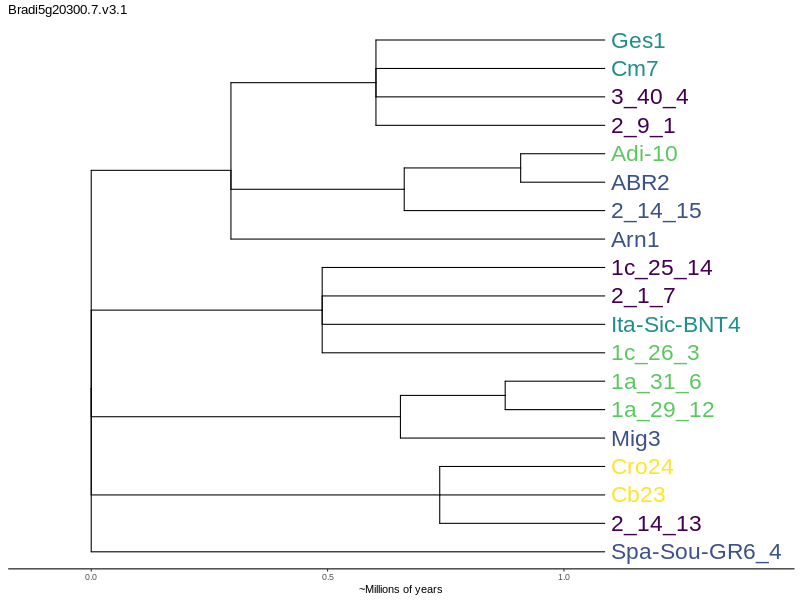 Bradi5g20300.7.v3.1
Ges1
Cm7
3_40_4
2_9_1
Adi-10
ABR2
2_14_15
Arn1
1c_25_14
2_1_7
Ita-Sic-BNT4
1c_26_3
1a_31_6
1a_29_12
Mig3
Cro24
Cb23
2_14_13
Spa-Sou-GR6_4
0.0 0.5 1.0
~Millions of years